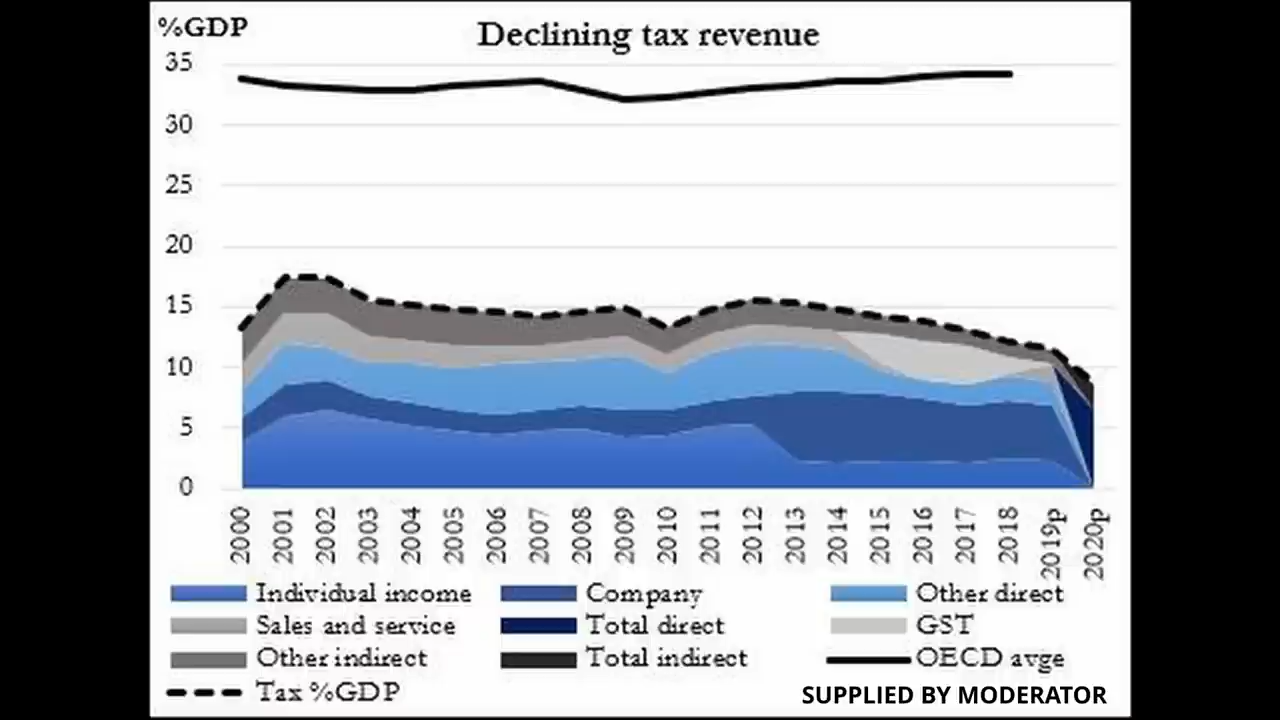 %GDP
Declining tax revenue
35
30
25
20
15
10
5
0
2000 2001 2002 2003 2004 2005 2006 2007 2008 2009 2010 2011 2012 2013 2014 2015 2016 2017 2018 2019p 2020p
Individual income Company Other direct
Sales and service Total direct GST
Other indirect Total indirect OECD avge
Tax %GDP
SUPPLIED BY MODERATOR